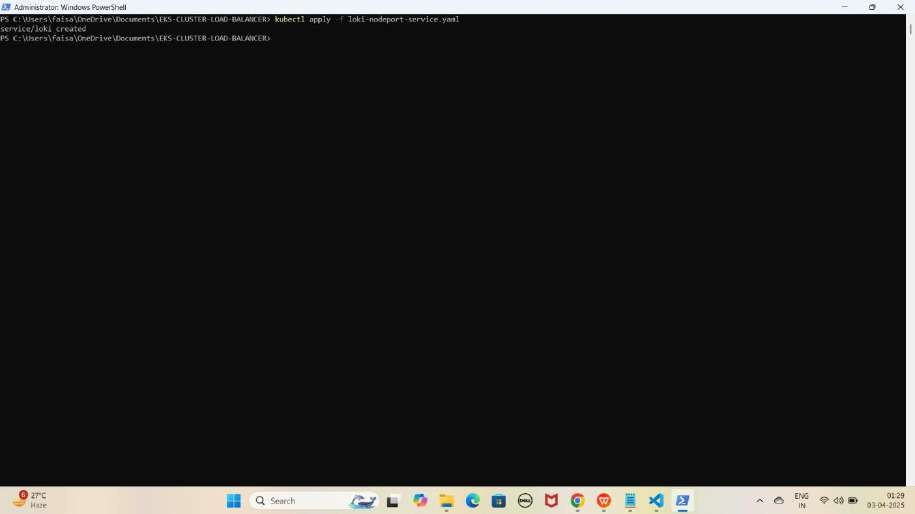 Administrator: Windows PowerShell
PS C:\Users\faisa\OneDrive\Documents\EKS-CLUSTER-LOAD-BALANCER> kubectl apply -f loki-nodeport-service.yaml
service/loki created
PS C:\Users\faisa\OneDrive\Documents\EKS-CLUSTER-LOAD-BALANCER>
6
27°C
Haze
Search
DELL
W
ENG
IN
01:29
03-04-2025